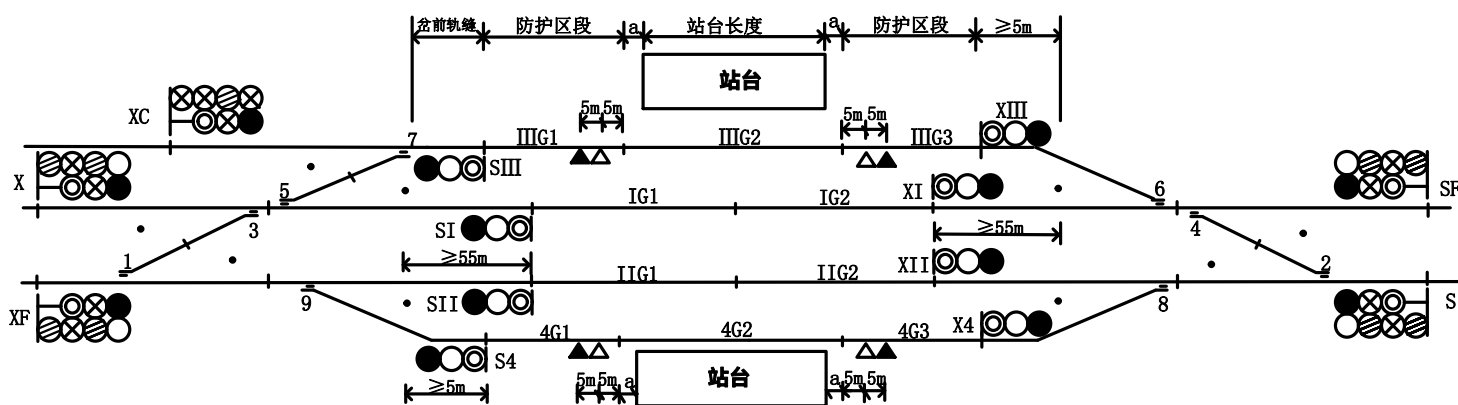 岔前轨缝 防护区段 a 站台长度 a 防护区段 ≥5m
站台
XC 5m 5m 5m 5m XⅢ
7 ⅢG1 ⅢG2 ⅢG3
X SⅢ
5 IG1 IG2 XI 6 SF
3 SI 4
≥55m ≥55m
1 IIG1 IIG2 XII 2
9 SII 8
XF S
4G1 4G2 4G3 X4
S4 站台
≥5m 5m 5m a a 5m 5m